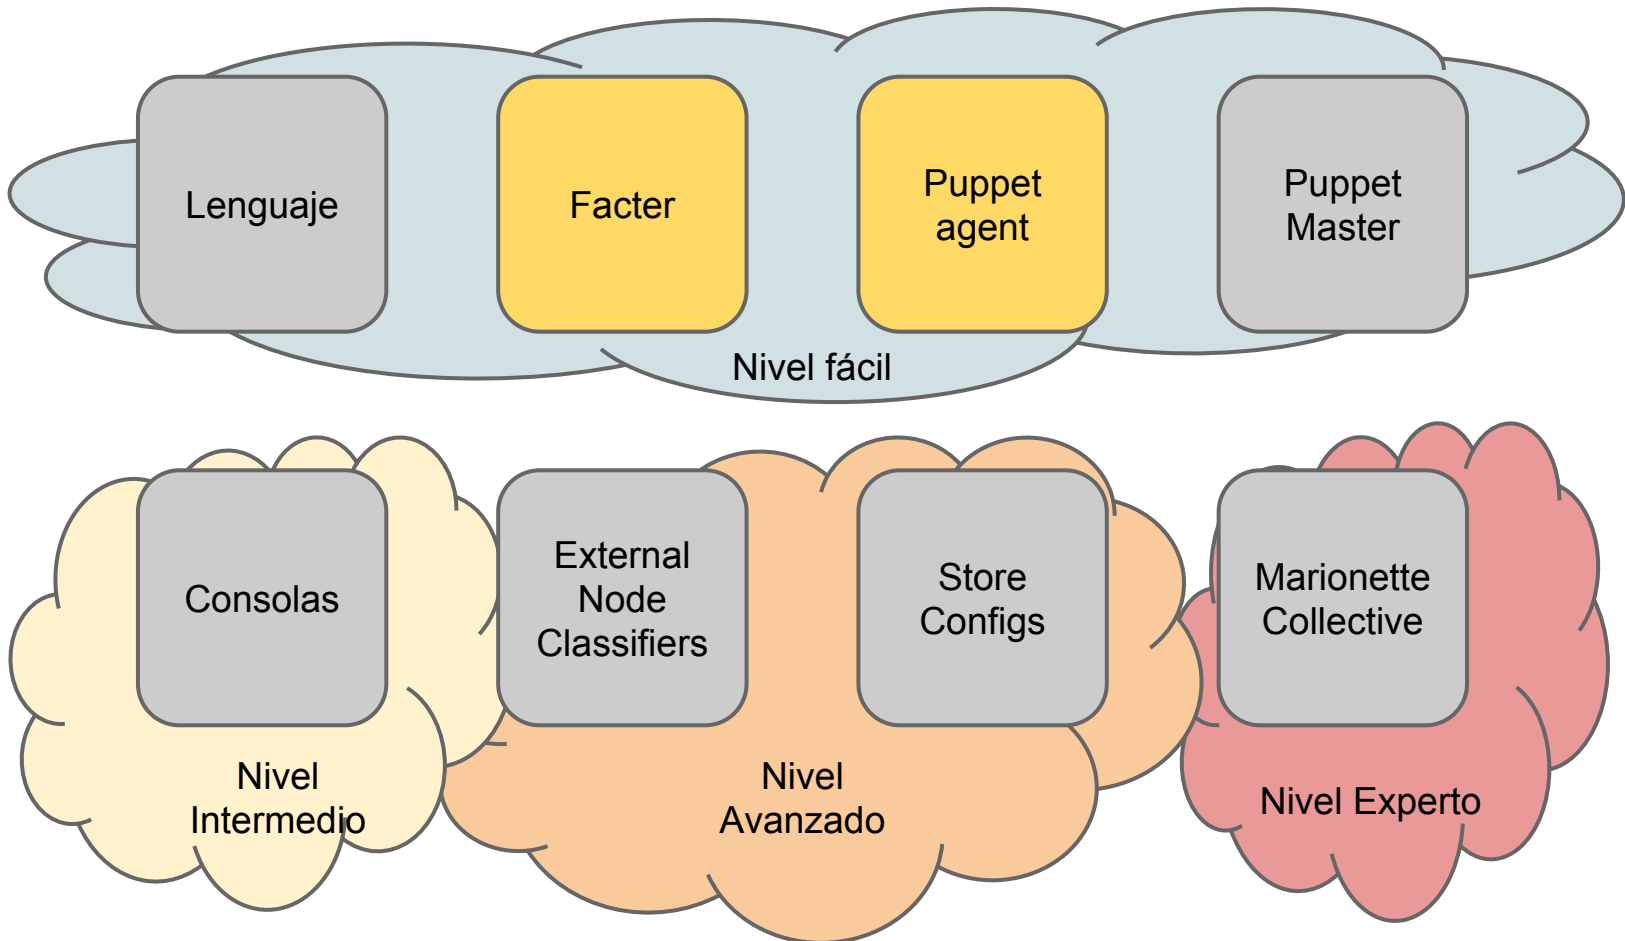 Lenguaje
Facter
Puppet
agent
Puppet
Master
Nivel fácil
Consolas
External
Node
Classifiers
Store
Configs
Marionette
Collective
Nivel
Intermedio
Nivel
Avanzado
Nivel Experto